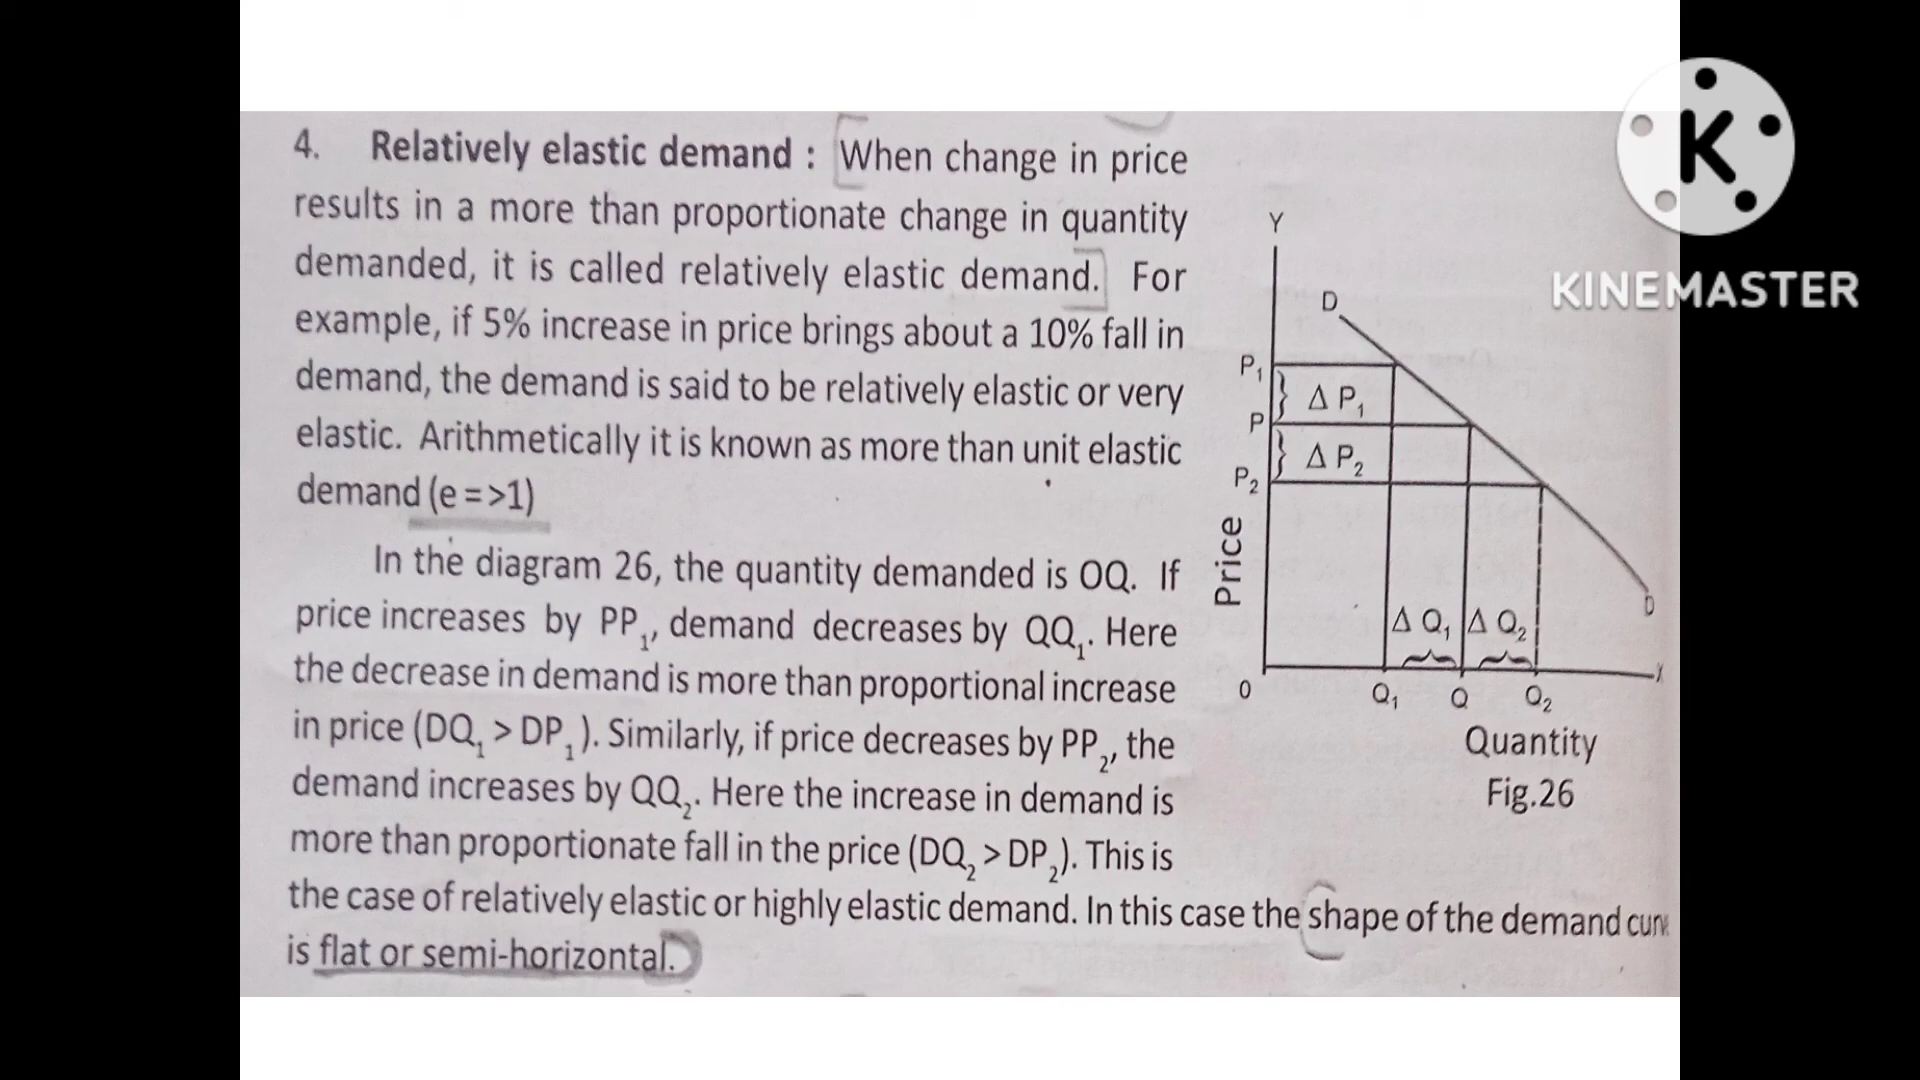 4. Relatively elastic demand : When change in price
results in a more than proportionate change in quantity
demanded, it is called relatively elastic demand. For
example, if 5% increase in price brings about a 10% fall in
demand, the demand is said to be relatively elastic or very
elastic. Arithmetically it is known as more than unit elastic
demand (e = >1)
In the diagram 26, the quantity demanded is OQ. If
price increases by PP₁, demand decreases by QQ₁. Here
the decrease in demand is more than proportional increase
in price (DQ₁ > DP₁). Similarly, if price decreases by PP₂, the
demand increases by QQ₂. Here the increase in demand is
more than proportionate fall in the price (DQ₂ > DP₂). This is
the case of relatively elastic or highly elastic demand. In this case the shape of the demand curv
is flat or semi-horizontal.
Y
D
P₁
Δ P₁
P
Δ P₂
P₂
Price
D
Δ Q₁ Δ Q₂
X
0 Q₁ Q Q₂
Quantity
Fig.26
K
KINEMASTER